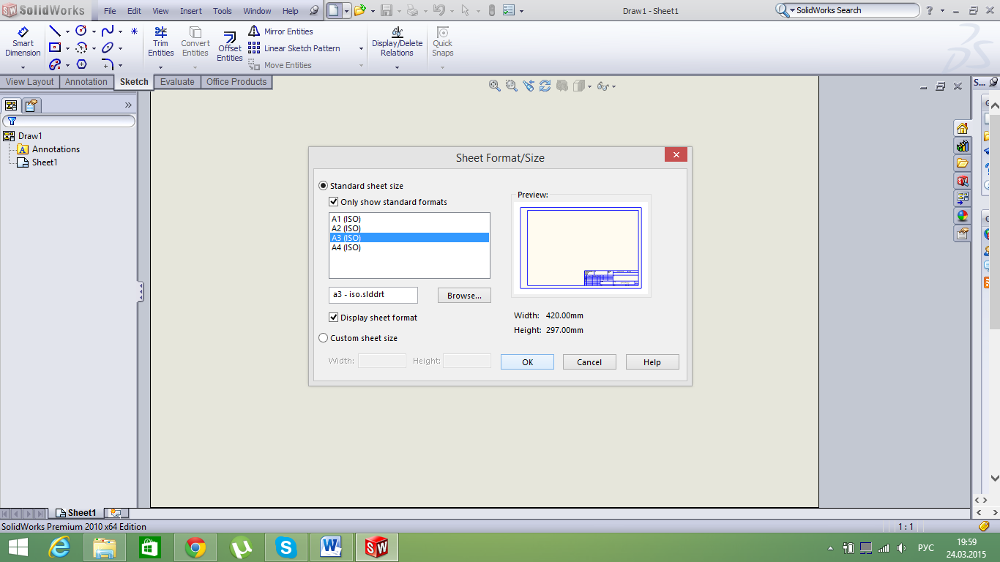 SolidWorks File Edit View Insert Tools Window Help Draw1 - Sheet1 SolidWorks Search
Smart Dimension
Trim Entities
Convert Entities
Offset Entities
Mirror Entities
Linear Sketch Pattern
Move Entities
Display/Delete Relations
Quick Snaps
View Layout Annotation Sketch Evaluate Office Products
S...
Draw1
Annotations
Sheet1
Sheet Format/Size
Standard sheet size
Only show standard formats
A1 (ISO)
A2 (ISO)
A3 (ISO)
A4 (ISO)
a3 - iso.slddrt
Browse...
Display sheet format
Custom sheet size
Width: Height:
Preview:
Width: 420.00mm
Height: 297.00mm
OK Cancel Help
Sheet1
SolidWorks Premium 2010 x64 Edition 1 : 1
РУС
19:59
24.03.2015